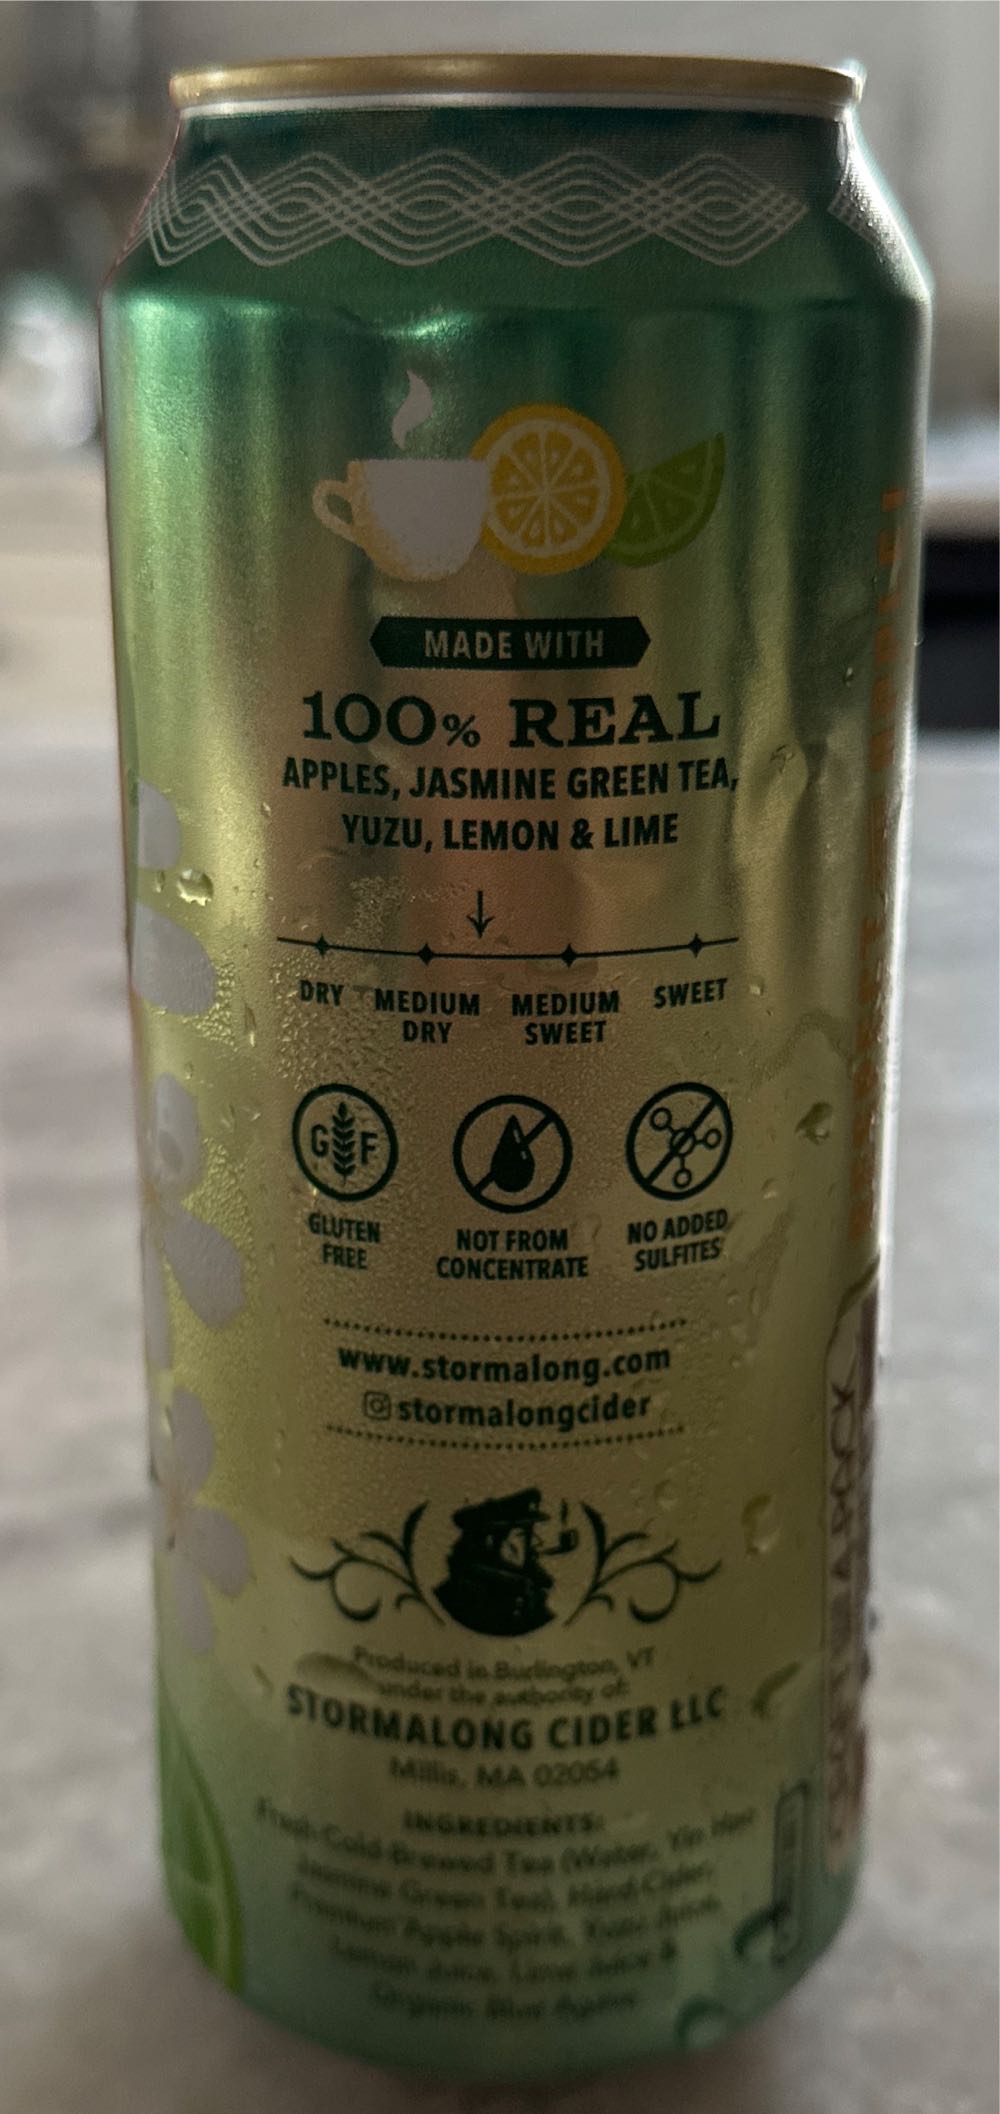 MADE WITH
100% REAL
APPLES, JASMINE GREEN TEA,
YUZU, LEMON & LIME
DRY MEDIUM DRY MEDIUM SWEET SWEET
G F
GLUTEN FREE
NOT FROM CONCENTRATE
NO ADDED SULFITES
www.stormalong.com
stormalongcider
Produced in Burlington, VT
under the authority of:
STORMALONG CIDER LLC
Millis, MA 02054
INGREDIENTS:
Fresh Cold-Brewed Tea (Water, Yin Hao
Jasmine Green Tea), Hard Cider,
Premium Apple Spirit, Yuzu Juice,
Lemon Juice, Lime Juice &
Organic Blue Agave